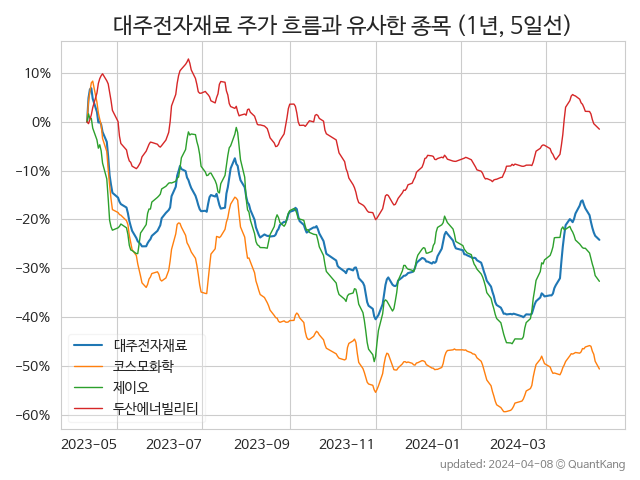 대주전자재료 주가 흐름과 유사한 종목 (1년, 5일선)
10%
0%
−10%
−20%
−30%
−40%
−50%
−60%
대주전자재료
코스모화학
제이오
두산에너빌리티
2023-05 2023-07 2023-09 2023-11 2024-01 2024-03
updated: 2024-04-08 © QuantKang